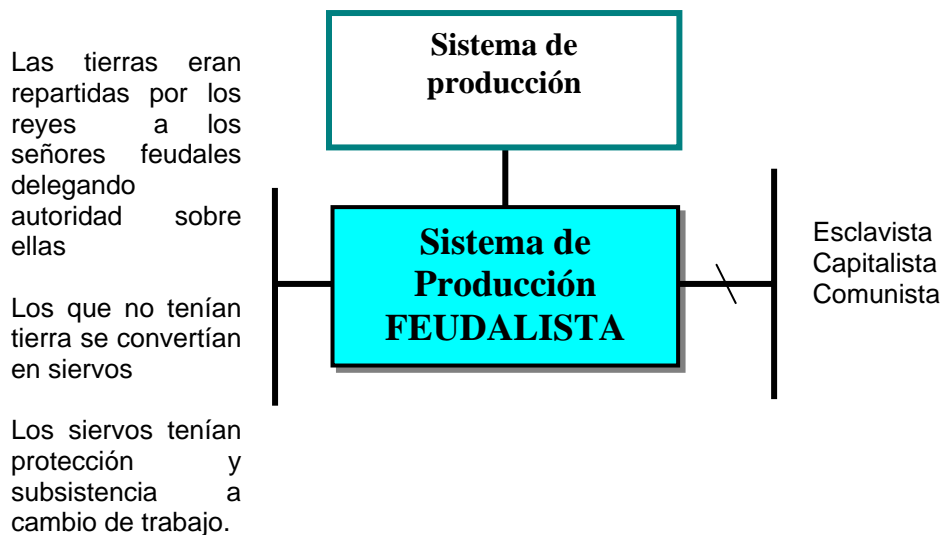 Sistema de
producción
Las tierras eran
repartidas por los
reyes a los
señores feudales
delegando
autoridad sobre
ellas
Los que no tenían
tierra se convertían
en siervos
Los siervos tenían
protección y
subsistencia a
cambio de trabajo.
Sistema de
Producción
FEUDALISTA
Esclavista
Capitalista
Comunista